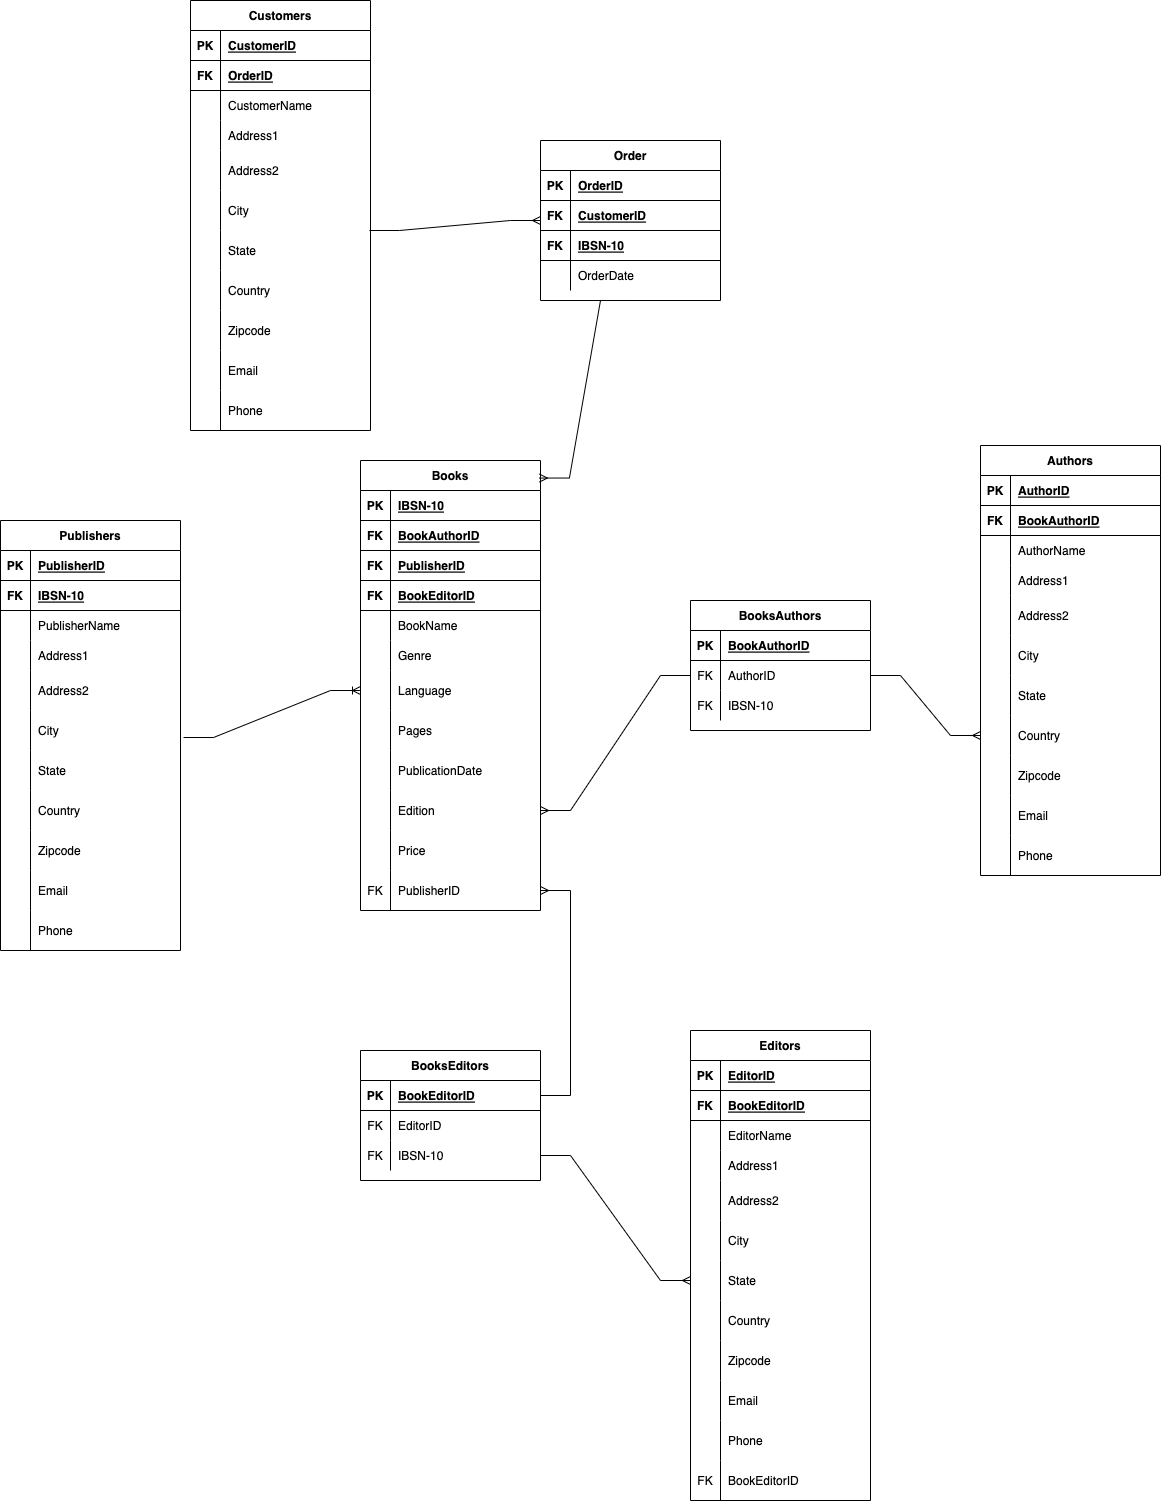 Customers
PK CustomerID
FK OrderID
CustomerName
Address1
Address2
City
State
Country
Zipcode
Email
Phone
Order
PK OrderID
FK CustomerID
FK IBSN-10
OrderDate
Books
PK IBSN-10
FK BookAuthorID
FK PublisherID
FK BookEditorID
BookName
Genre
Language
Pages
PublicationDate
Edition
Price
FK PublisherID
Publishers
PK PublisherID
FK IBSN-10
PublisherName
Address1
Address2
City
State
Country
Zipcode
Email
Phone
BooksAuthors
PK BookAuthorID
FK AuthorID
FK IBSN-10
Authors
PK AuthorID
FK BookAuthorID
AuthorName
Address1
Address2
City
State
Country
Zipcode
Email
Phone
BooksEditors
PK BookEditorID
FK EditorID
FK IBSN-10
Editors
PK EditorID
FK BookEditorID
EditorName
Address1
Address2
City
State
Country
Zipcode
Email
Phone
FK BookEditorID